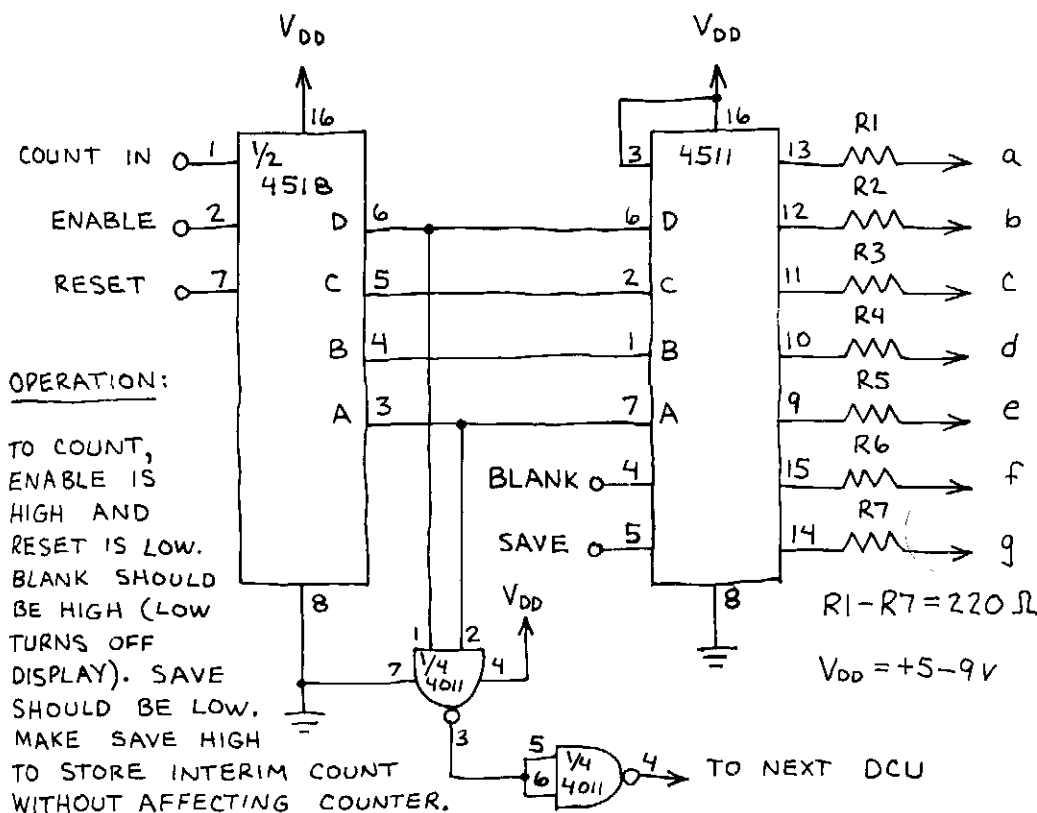 V_DD
V_DD
16
16
COUNT IN
1
1/2
4518
3
4511
13
R1
a
ENABLE
2
D
6
6
D
12
R2
b
RESET
7
C
5
2
C
11
R3
c
B
4
1
B
10
R4
d
A
3
7
A
9
R5
e
BLANK
4
15
R6
f
SAVE
5
14
R7
g
8
8
R1-R7 = 220 Ω
V_DD = +5-9V
OPERATION:
TO COUNT,
ENABLE IS
HIGH AND
RESET IS LOW.
BLANK SHOULD
BE HIGH (LOW
TURNS OFF
DISPLAY). SAVE
SHOULD BE LOW.
MAKE SAVE HIGH
TO STORE INTERIM COUNT
WITHOUT AFFECTING COUNTER.
V_DD
1
2
7
1/4
4011
4
3
5
6
1/4
4011
4
TO NEXT DCU